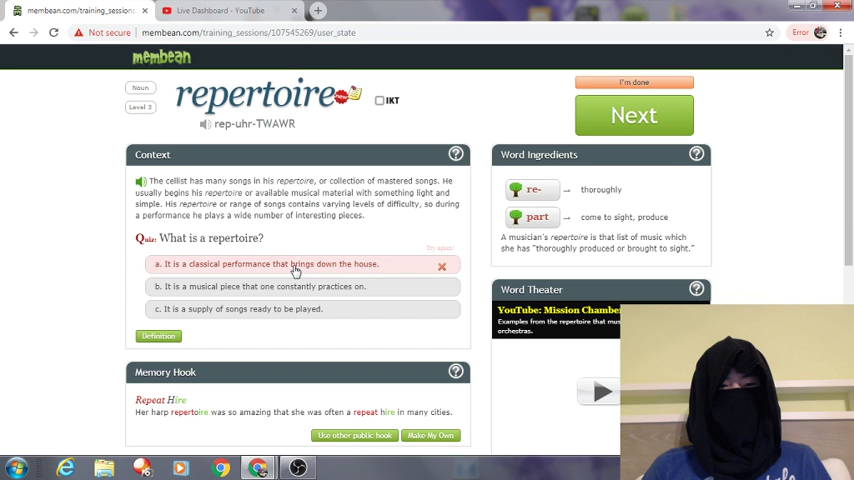 membean.com/training_sessions
Live Dashboard - YouTube
Not secure
membean.com/training_sessions/107545269/user_state
Error
membean
Noun
Level 3
repertoire
new
IKT
rep-uhr-TWAWR
I'm done
Next
Context
The cellist has many songs in his repertoire, or collection of mastered songs. He
usually begins his repertoire or available musical material with something light and
simple. His repertoire or range of songs contains varying levels of difficulty, so during
a performance he plays a wide number of interesting pieces.
Quiz: What is a repertoire?
Try again!
a. It is a classical performance that brings down the house.
b. It is a musical piece that one constantly practices on.
c. It is a supply of songs ready to be played.
Definition
Memory Hook
Repeat Hire
Her harp repertoire was so amazing that she was often a repeat hire in many cities.
Use other public hook
Make My Own
Word Ingredients
re-
thoroughly
part
come to sight, produce
A musician's repertoire is that list of music which
she has "thoroughly produced or brought to sight."
Word Theater
YouTube: Mission Chamber
Examples from the repertoire that
orchestras.